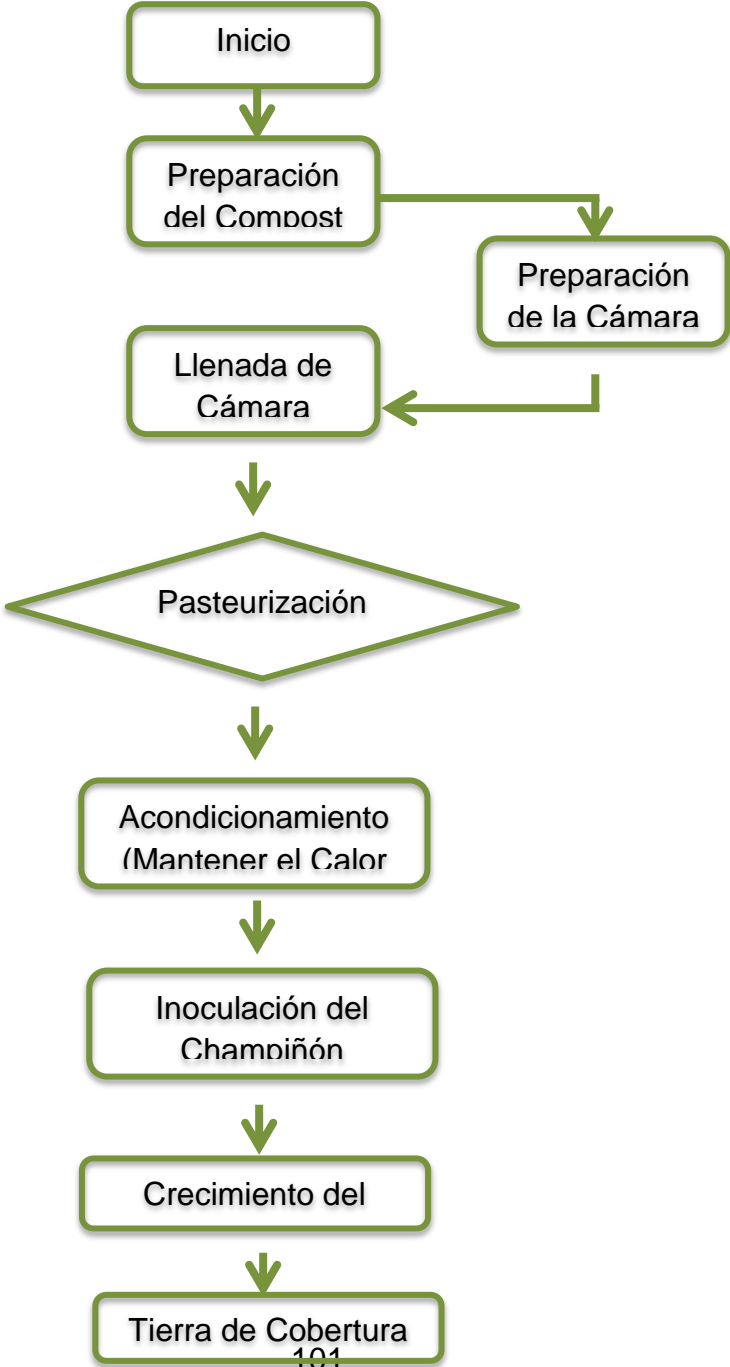 Inicio
Preparación
del Compost
Preparación
de la Cámara
Llenada de
Cámara
Pasteurización
Acondicionamiento
(Mantener el Calor
Inoculación del
Champiñón
Crecimiento del
Tierra de Cobertura
101